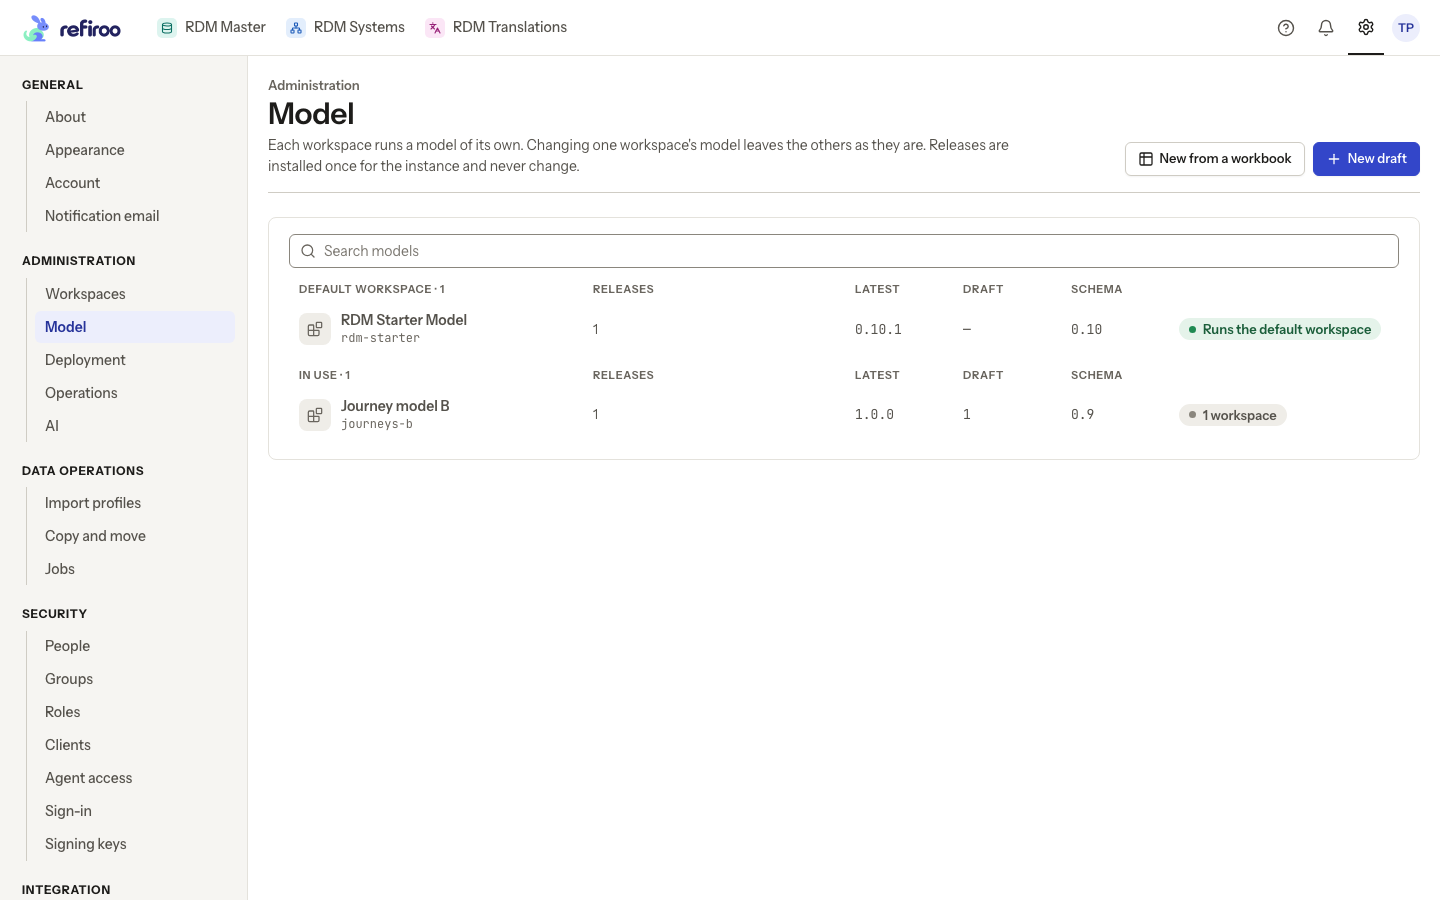 refiroo
RDM Master
RDM Systems
RDM Translations
TP
GENERAL
About
Appearance
Account
Notification email
ADMINISTRATION
Workspaces
Model
Deployment
Operations
AI
DATA OPERATIONS
Import profiles
Copy and move
Jobs
SECURITY
People
Groups
Roles
Clients
Agent access
Sign-in
Signing keys
INTEGRATION
Administration
Model
Each workspace runs a model of its own. Changing one workspace's model leaves the others as they are. Releases are
installed once for the instance and never change.
New from a workbook
New draft
Search models
DEFAULT WORKSPACE · 1 RELEASES LATEST DRAFT SCHEMA
RDM Starter Model
rdm-starter
1 0.10.1 — 0.10 Runs the default workspace
IN USE · 1 RELEASES LATEST DRAFT SCHEMA
Journey model B
journeys-b
1 1.0.0 1 0.9 1 workspace